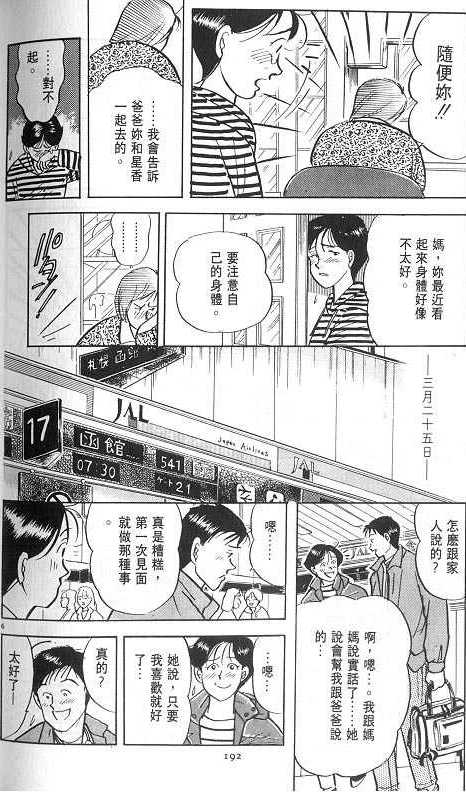 隨便妳!!
……我會告訴
爸爸妳和星香
一起去的。
……對不
起。
媽,妳最近看
起來身體好像
不太好。
要注意自
己的身體。
……
——三月二十五日——
札幌
JAL
Japan Airlines
JAL
17
函館
07 30
541
ゲート21
怎麼跟家
人說的?
啊,嗯…。我跟媽
媽說實話了……她
說會幫我跟爸爸說
的…
嗯……
真是糟糕,
第一次見面
就做那種事
…嗯…
她說,只要
我喜歡就好
真的?
太好了…
192